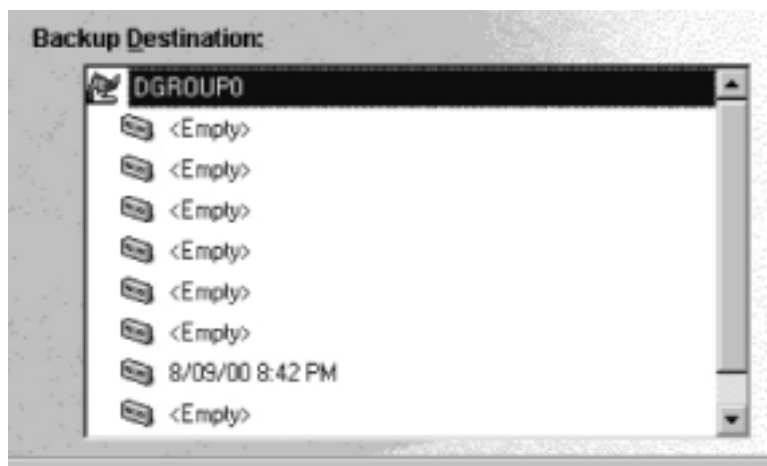 Backup Destination:
DGROUP0
<Empty>
<Empty>
<Empty>
<Empty>
<Empty>
<Empty>
8/09/00 8:42 PM
<Empty>